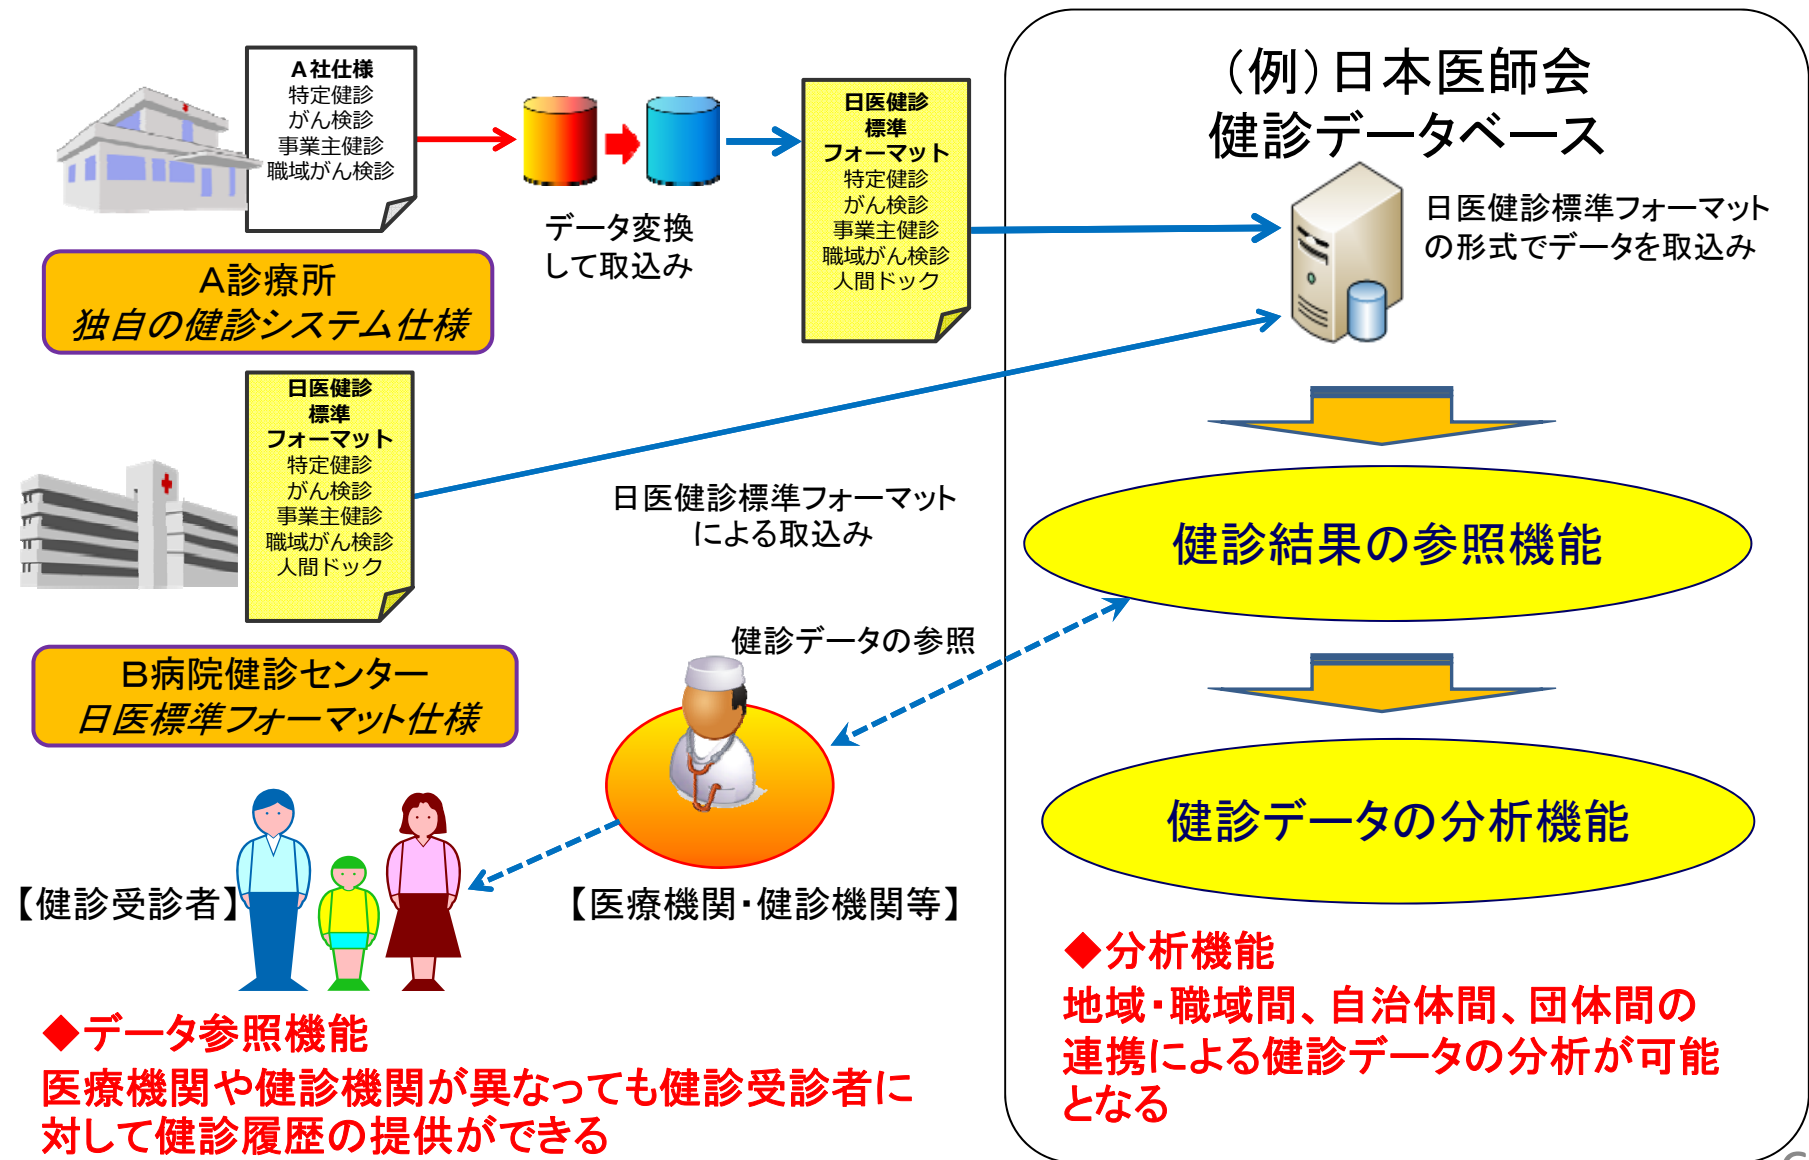 A社仕様
特定健診
がん検診
事業主健診
職域がん検診
A診療所
独自の健診システム仕様
データ変換
して取込み
日医健診
標準
フォーマット
特定健診
がん検診
事業主健診
職域がん検診
人間ドック
(例)日本医師会
健診データベース
日医健診標準フォーマット
の形式でデータを取込み
日医健診
標準
フォーマット
特定健診
がん検診
事業主健診
職域がん検診
人間ドック
B病院健診センター
日医標準フォーマット仕様
日医健診標準フォーマット
による取込み
健診結果の参照機能
健診データの参照
健診データの分析機能
【健診受診者】
【医療機関・健診機関等】
◆データ参照機能
医療機関や健診機関が異なっても健診受診者に
対して健診履歴の提供ができる
◆分析機能
地域・職域間、自治体間、団体間の
連携による健診データの分析が可能
となる